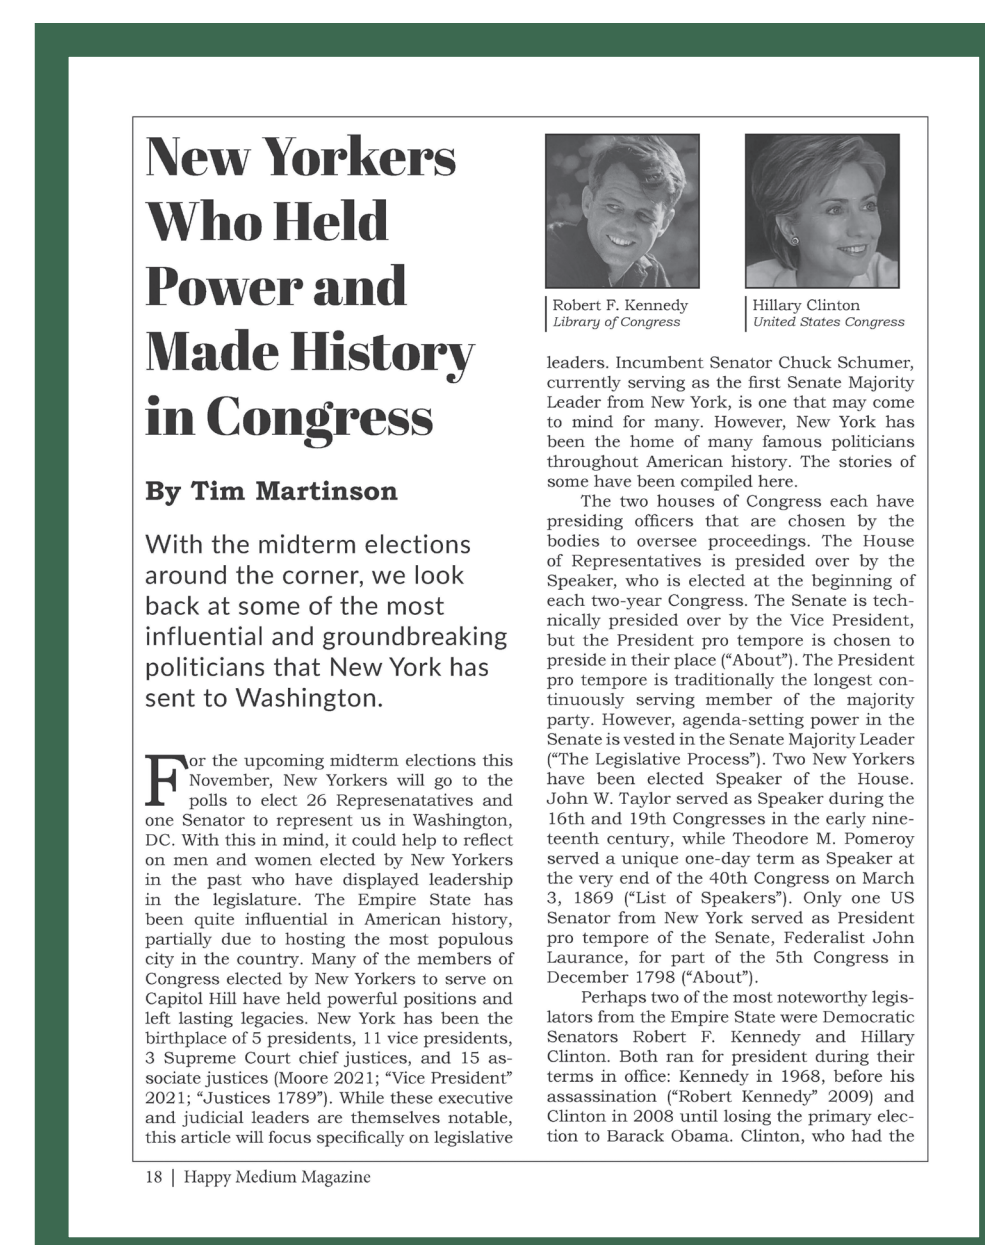 New Yorkers
Who Held
Power and
Made History
in Congress
By Tim Martinson
With the midterm elections
around the corner, we look
back at some of the most
influential and groundbreaking
politicians that New York has
sent to Washington.
For the upcoming midterm elections this
November, New Yorkers will go to the
polls to elect 26 Represenatatives and
one Senator to represent us in Washington,
DC. With this in mind, it could help to reflect
on men and women elected by New Yorkers
in the past who have displayed leadership
in the legislature. The Empire State has
been quite influential in American history,
partially due to hosting the most populous
city in the country. Many of the members of
Congress elected by New Yorkers to serve on
Capitol Hill have held powerful positions and
left lasting legacies. New York has been the
birthplace of 5 presidents, 11 vice presidents,
3 Supreme Court chief justices, and 15 as-
sociate justices (Moore 2021; “Vice President”
2021; “Justices 1789”). While these executive
and judicial leaders are themselves notable,
this article will focus specifically on legislative
Robert F. Kennedy
Library of Congress
Hillary Clinton
United States Congress
leaders. Incumbent Senator Chuck Schumer,
currently serving as the first Senate Majority
Leader from New York, is one that may come
to mind for many. However, New York has
been the home of many famous politicians
throughout American history. The stories of
some have been compiled here.
The two houses of Congress each have
presiding officers that are chosen by the
bodies to oversee proceedings. The House
of Representatives is presided over by the
Speaker, who is elected at the beginning of
each two-year Congress. The Senate is tech-
nically presided over by the Vice President,
but the President pro tempore is chosen to
preside in their place (“About”). The President
pro tempore is traditionally the longest con-
tinuously serving member of the majority
party. However, agenda-setting power in the
Senate is vested in the Senate Majority Leader
(“The Legislative Process”). Two New Yorkers
have been elected Speaker of the House.
John W. Taylor served as Speaker during the
16th and 19th Congresses in the early nine-
teenth century, while Theodore M. Pomeroy
served a unique one-day term as Speaker at
the very end of the 40th Congress on March
3, 1869 (“List of Speakers”). Only one US
Senator from New York served as President
pro tempore of the Senate, Federalist John
Laurance, for part of the 5th Congress in
December 1798 (“About”).
Perhaps two of the most noteworthy legis-
lators from the Empire State were Democratic
Senators Robert F. Kennedy and Hillary
Clinton. Both ran for president during their
terms in office: Kennedy in 1968, before his
assassination (“Robert Kennedy” 2009) and
Clinton in 2008 until losing the primary elec-
tion to Barack Obama. Clinton, who had the
18 | Happy Medium Magazine